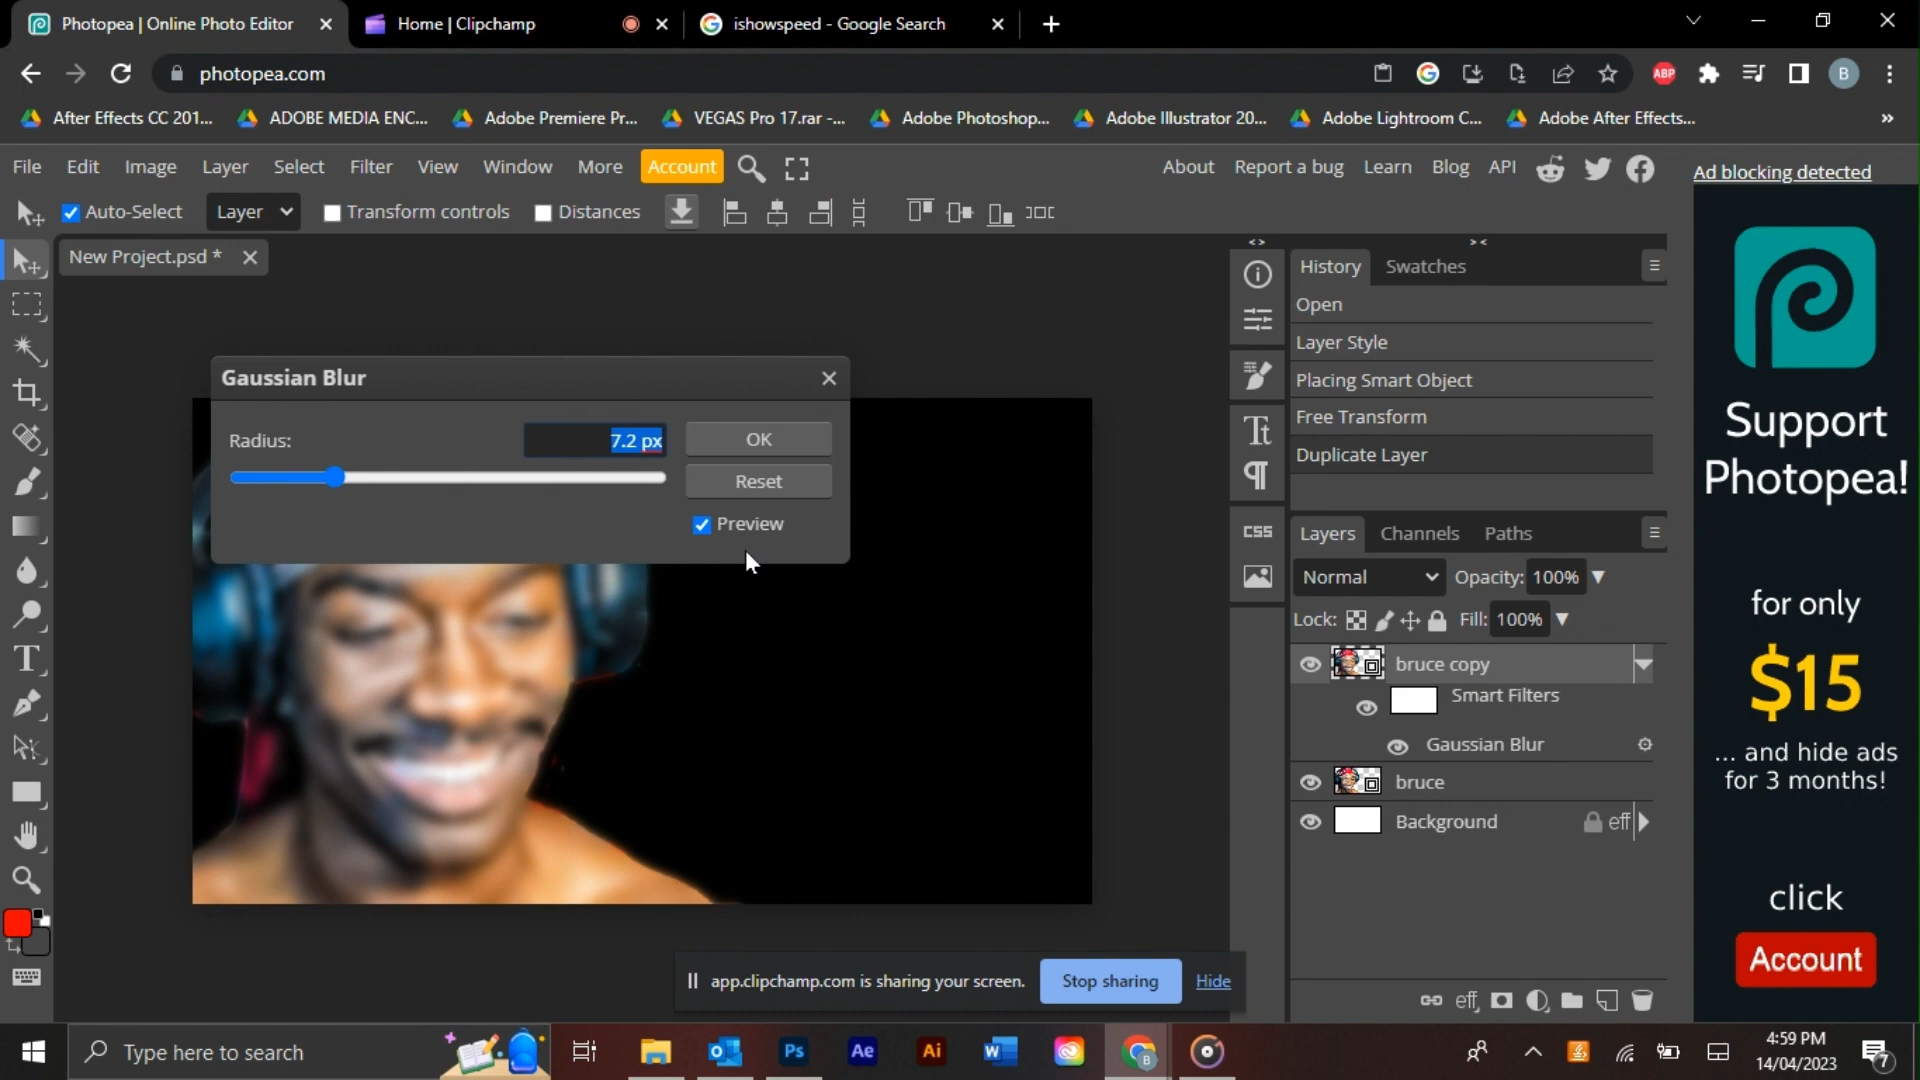 Photopea | Online Photo Editor
Home | Clipchamp
ishowspeed - Google Search
photopea.com
ABP
B
After Effects CC 201...
ADOBE MEDIA ENC...
Adobe Premiere Pr...
VEGAS Pro 17.rar -...
Adobe Photoshop...
Adobe Illustrator 20...
Adobe Lightroom C...
Adobe After Effects...
File Edit Image Layer Select Filter View Window More Account
About Report a bug Learn Blog API
Ad blocking detected
Auto-Select Layer Transform controls Distances
New Project.psd *
Gaussian Blur
Radius: 7.2 px
OK
Reset
Preview
History Swatches
Open
Layer Style
Placing Smart Object
Free Transform
Duplicate Layer
CSS
Layers Channels Paths
Normal Opacity: 100%
Lock: Fill: 100%
bruce copy
Smart Filters
Gaussian Blur
bruce
Background eff
eff
Support
Photopea!
for only
$15
... and hide ads
for 3 months!
click
Account
app.clipchamp.com is sharing your screen. Stop sharing Hide
Type here to search
Ps
Ae
Ai
W
B
4:59 PM
14/04/2023
7